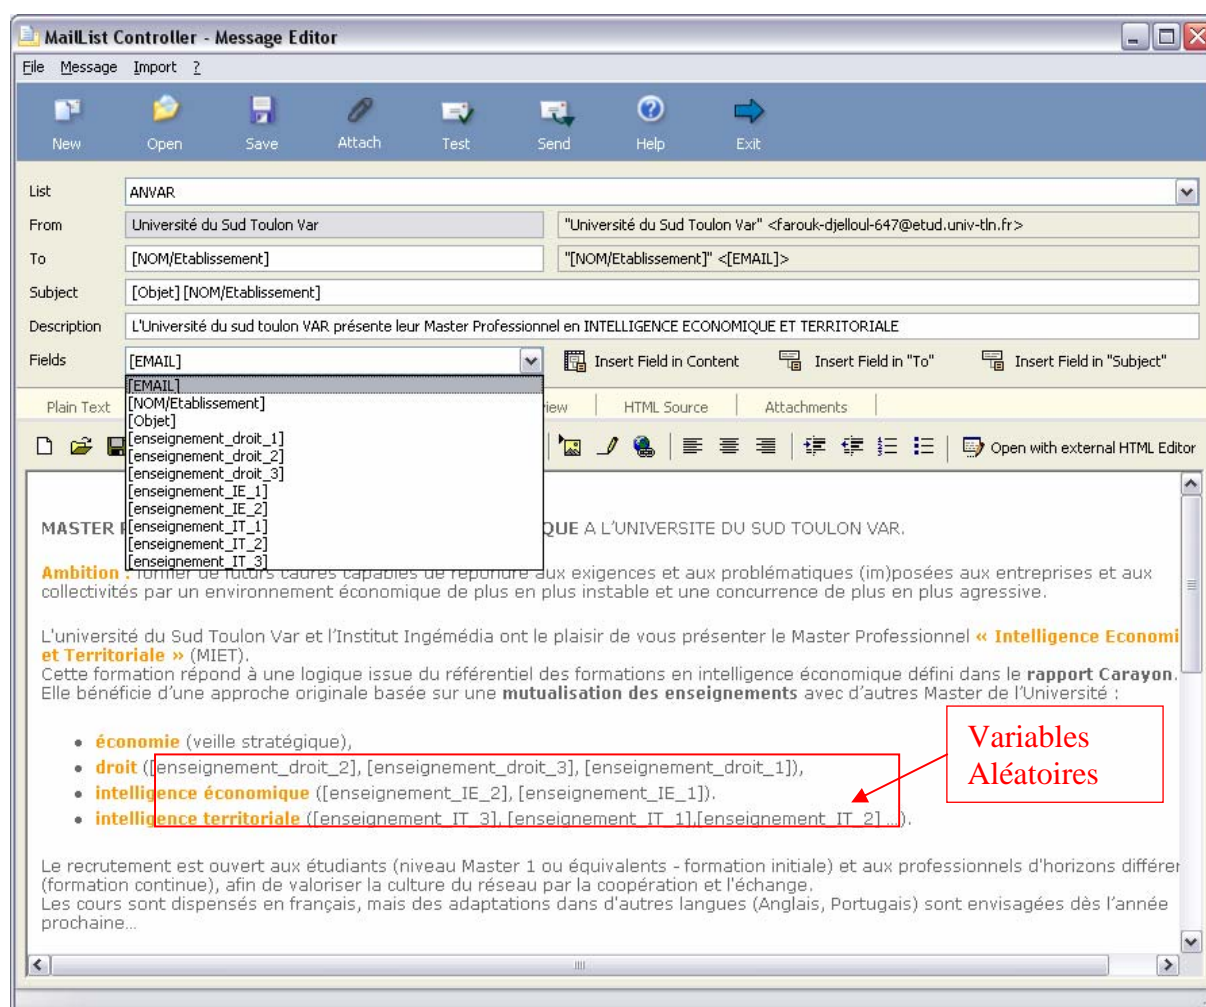 MailList Controller - Message Editor
File Message Import ?
New Open Save Attach Test Send Help Exit
List ANVAR
From Université du Sud Toulon Var "Université du Sud Toulon Var" <farouk-djelloul-647@etud.univ-tln.fr>
To [NOM/Etablissement] "[NOM/Etablissement]" <[EMAIL]>
Subject [Objet] [NOM/Etablissement]
Description L'Université du sud toulon VAR présente leur Master Professionnel en INTELLIGENCE ECONOMIQUE ET TERRITORIALE
Fields [EMAIL] Insert Field in Content Insert Field in "To" Insert Field in "Subject"
[EMAIL]
[NOM/Etablissement]
[Objet]
[enseignement_droit_1]
[enseignement_droit_2]
[enseignement_droit_3]
[enseignement_IE_1]
[enseignement_IE_2]
[enseignement_IT_1]
[enseignement_IT_2]
[enseignement_IT_3]
Plain Text HTML Source Attachments
Open with external HTML Editor
MASTER A L'UNIVERSITE DU SUD TOULON VAR.
Ambition : former de futurs cadres capables de répondre aux exigences et aux problématiques (im)posées aux entreprises et aux
collectivités par un environnement économique de plus en plus instable et une concurrence de plus en plus agressive.
L'université du Sud Toulon Var et l'Institut Ingémédia ont le plaisir de vous présenter le Master Professionnel « Intelligence Economi
et Territoriale » (MIET).
Cette formation répond à une logique issue du référentiel des formations en intelligence économique défini dans le rapport Carayon.
Elle bénéficie d'une approche originale basée sur une mutualisation des enseignements avec d'autres Master de l'Université :
• économie (veille stratégique),
• droit ([enseignement_droit_2], [enseignement_droit_3], [enseignement_droit_1]),
• intelligence économique ([enseignement_IE_2], [enseignement_IE_1]).
• intelligence territoriale ([enseignement_IT_3], [enseignement_IT_1],[enseignement_IT_2] ...).
Variables
Aléatoires
Le recrutement est ouvert aux étudiants (niveau Master 1 ou équivalents - formation initiale) et aux professionnels d'horizons différer
(formation continue), afin de valoriser la culture du réseau par la coopération et l'échange.
Les cours sont dispensés en français, mais des adaptations dans d'autres langues (Anglais, Portugais) sont envisagées dès l'année
prochaine...